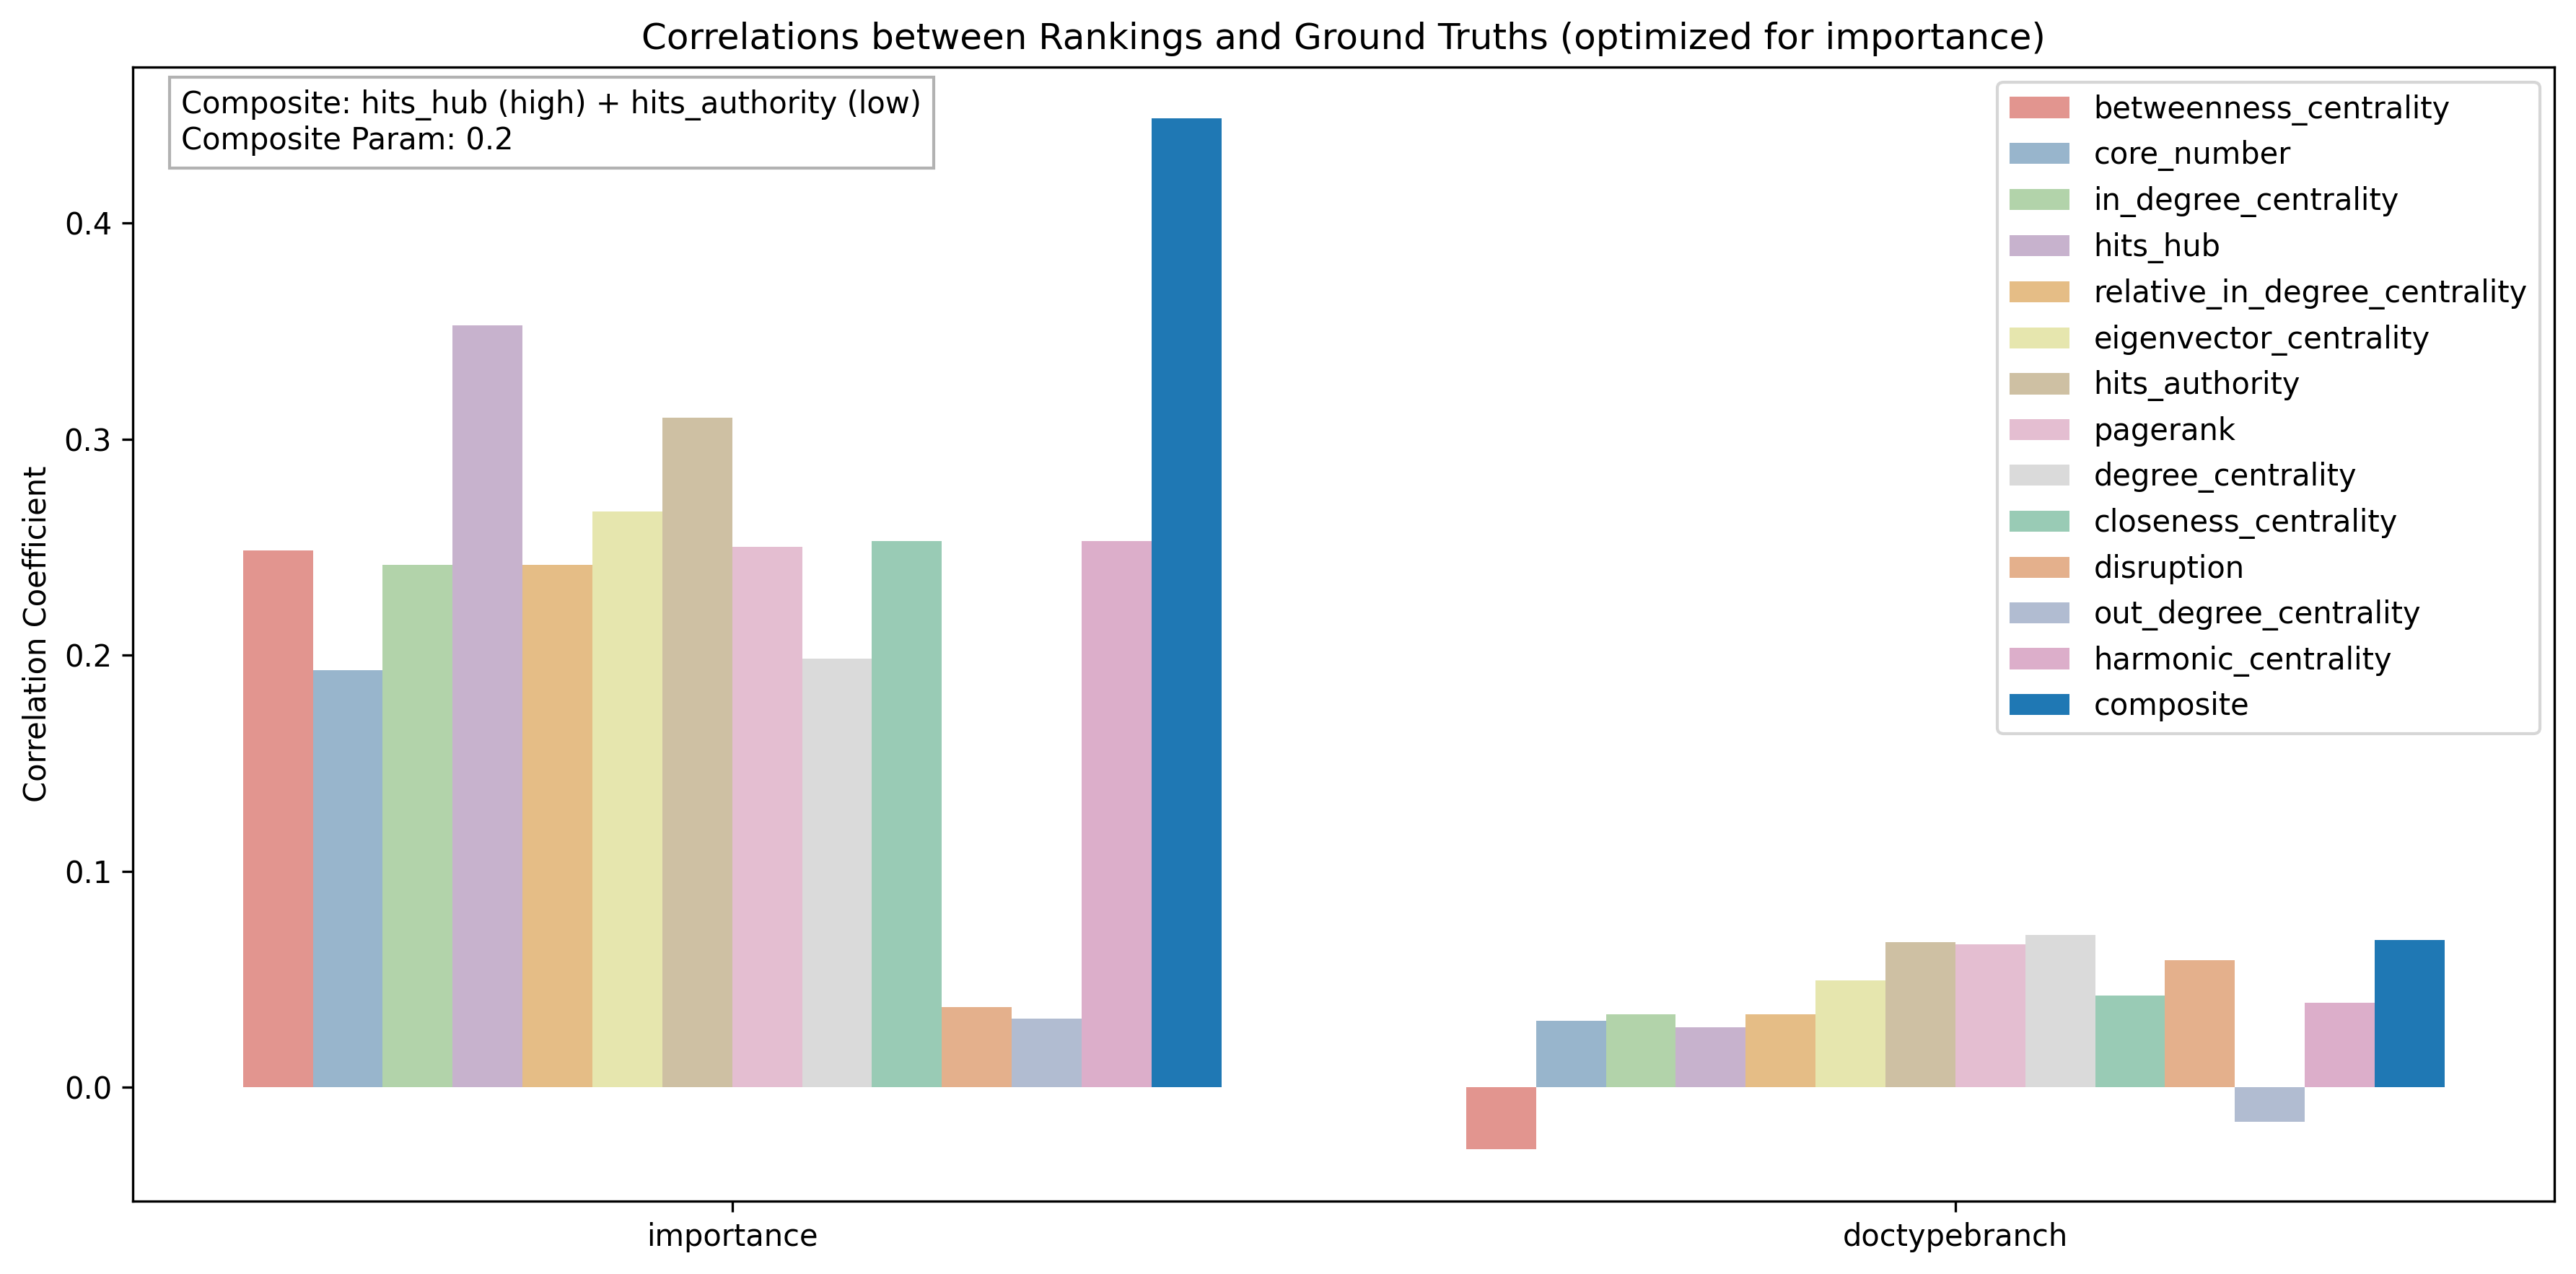 Correlations between Rankings and Ground Truths (optimized for importance)
Composite: hits_hub (high) + hits_authority (low)
Composite Param: 0.2
betweenness_centrality
core_number
in_degree_centrality
hits_hub
relative_in_degree_centrality
eigenvector_centrality
hits_authority
pagerank
degree_centrality
closeness_centrality
disruption
out_degree_centrality
harmonic_centrality
composite
Correlation Coefficient
0.4
0.3
0.2
0.1
0.0
importance
doctypebranch